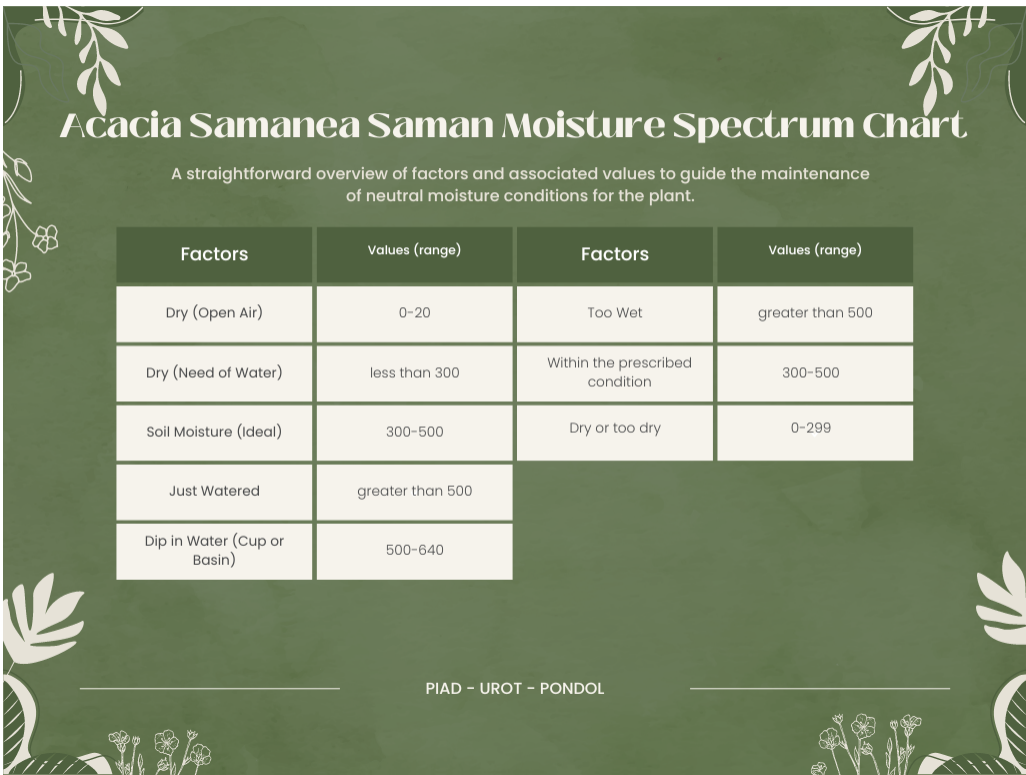 Acacia Samanea Saman Moisture Spectrum Chart
A straightforward overview of factors and associated values to guide the maintenance
of neutral moisture conditions for the plant.
Factors Values (range) Factors Values (range)
Dry (Open Air) 0-20 Too Wet greater than 500
Dry (Need of Water) less than 300 Within the prescribed condition 300-500
Soil Moisture (Ideal) 300-500 Dry or too dry 0-299
Just Watered greater than 500
Dip in Water (Cup or Basin) 500-640
PIAD - UROT - PONDOL